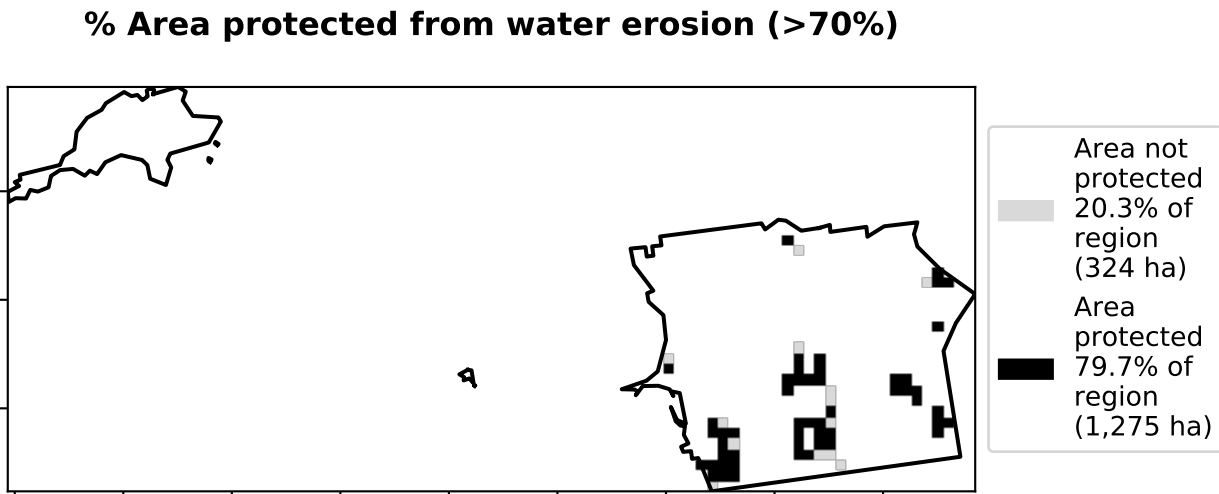 % Area protected from water erosion (>70%)
Area not
protected
20.3% of
region
(324 ha)
Area
protected
79.7% of
region
(1,275 ha)